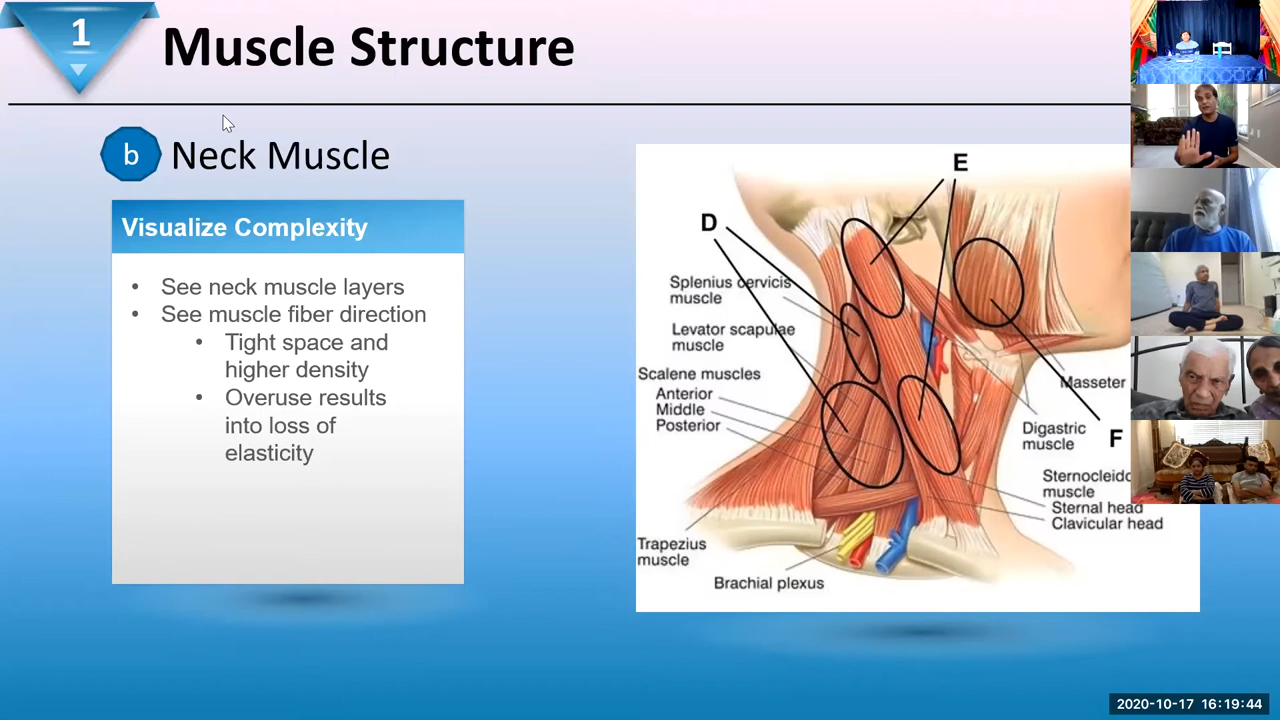 1
Muscle Structure
b
Neck Muscle
Visualize Complexity
• See neck muscle layers
• See muscle fiber direction
• Tight space and
higher density
• Overuse results
into loss of
elasticity
E
D
Splenius cervicis
muscle
Levator scapulae
muscle
Scalene muscles
Anterior
Middle
Posterior
Masseter
Digastric
muscle
F
Sternocleido
muscle
Sternal head
Clavicular head
Trapezius
muscle
Brachial plexus
2020-10-17 16:19:44